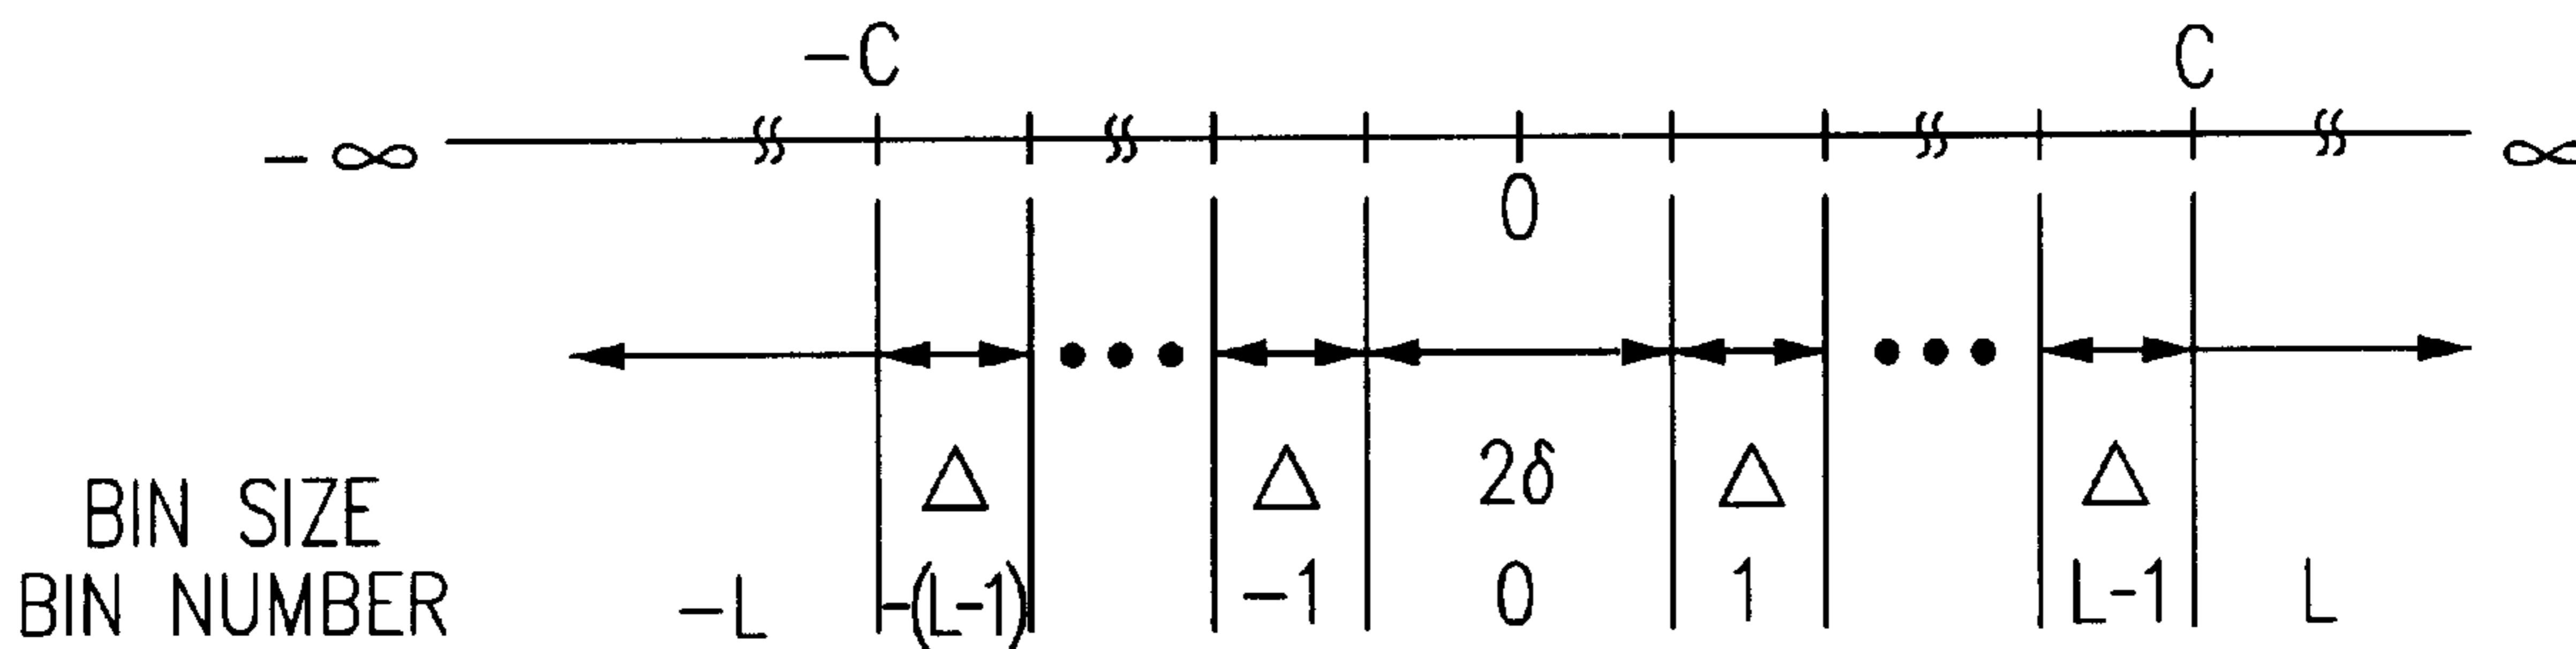 -C C
- ∞ ∞
0
BIN SIZE △ △ 2δ △ △
BIN NUMBER -L -(L-1) -1 0 1 L-1 L